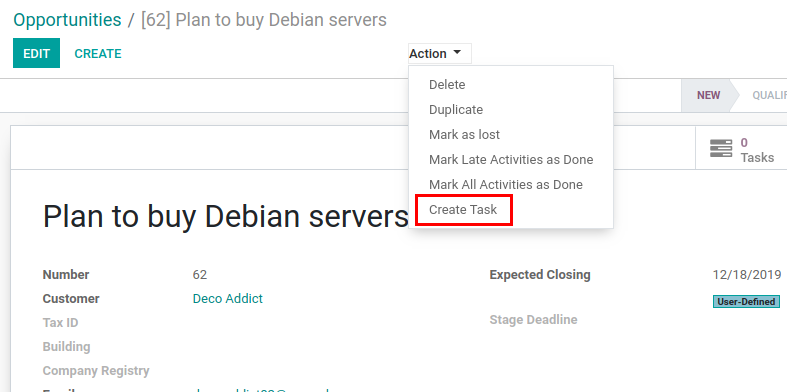 Opportunities / [62] Plan to buy Debian servers
EDIT CREATE Action
Delete
Duplicate
Mark as lost
Mark Late Activities as Done
Mark All Activities as Done
Create Task
NEW QUALIF
0
Tasks
Plan to buy Debian servers
Number 62 Expected Closing 12/18/2019
Customer Deco Addict User-Defined
Tax ID Stage Deadline
Building
Company Registry